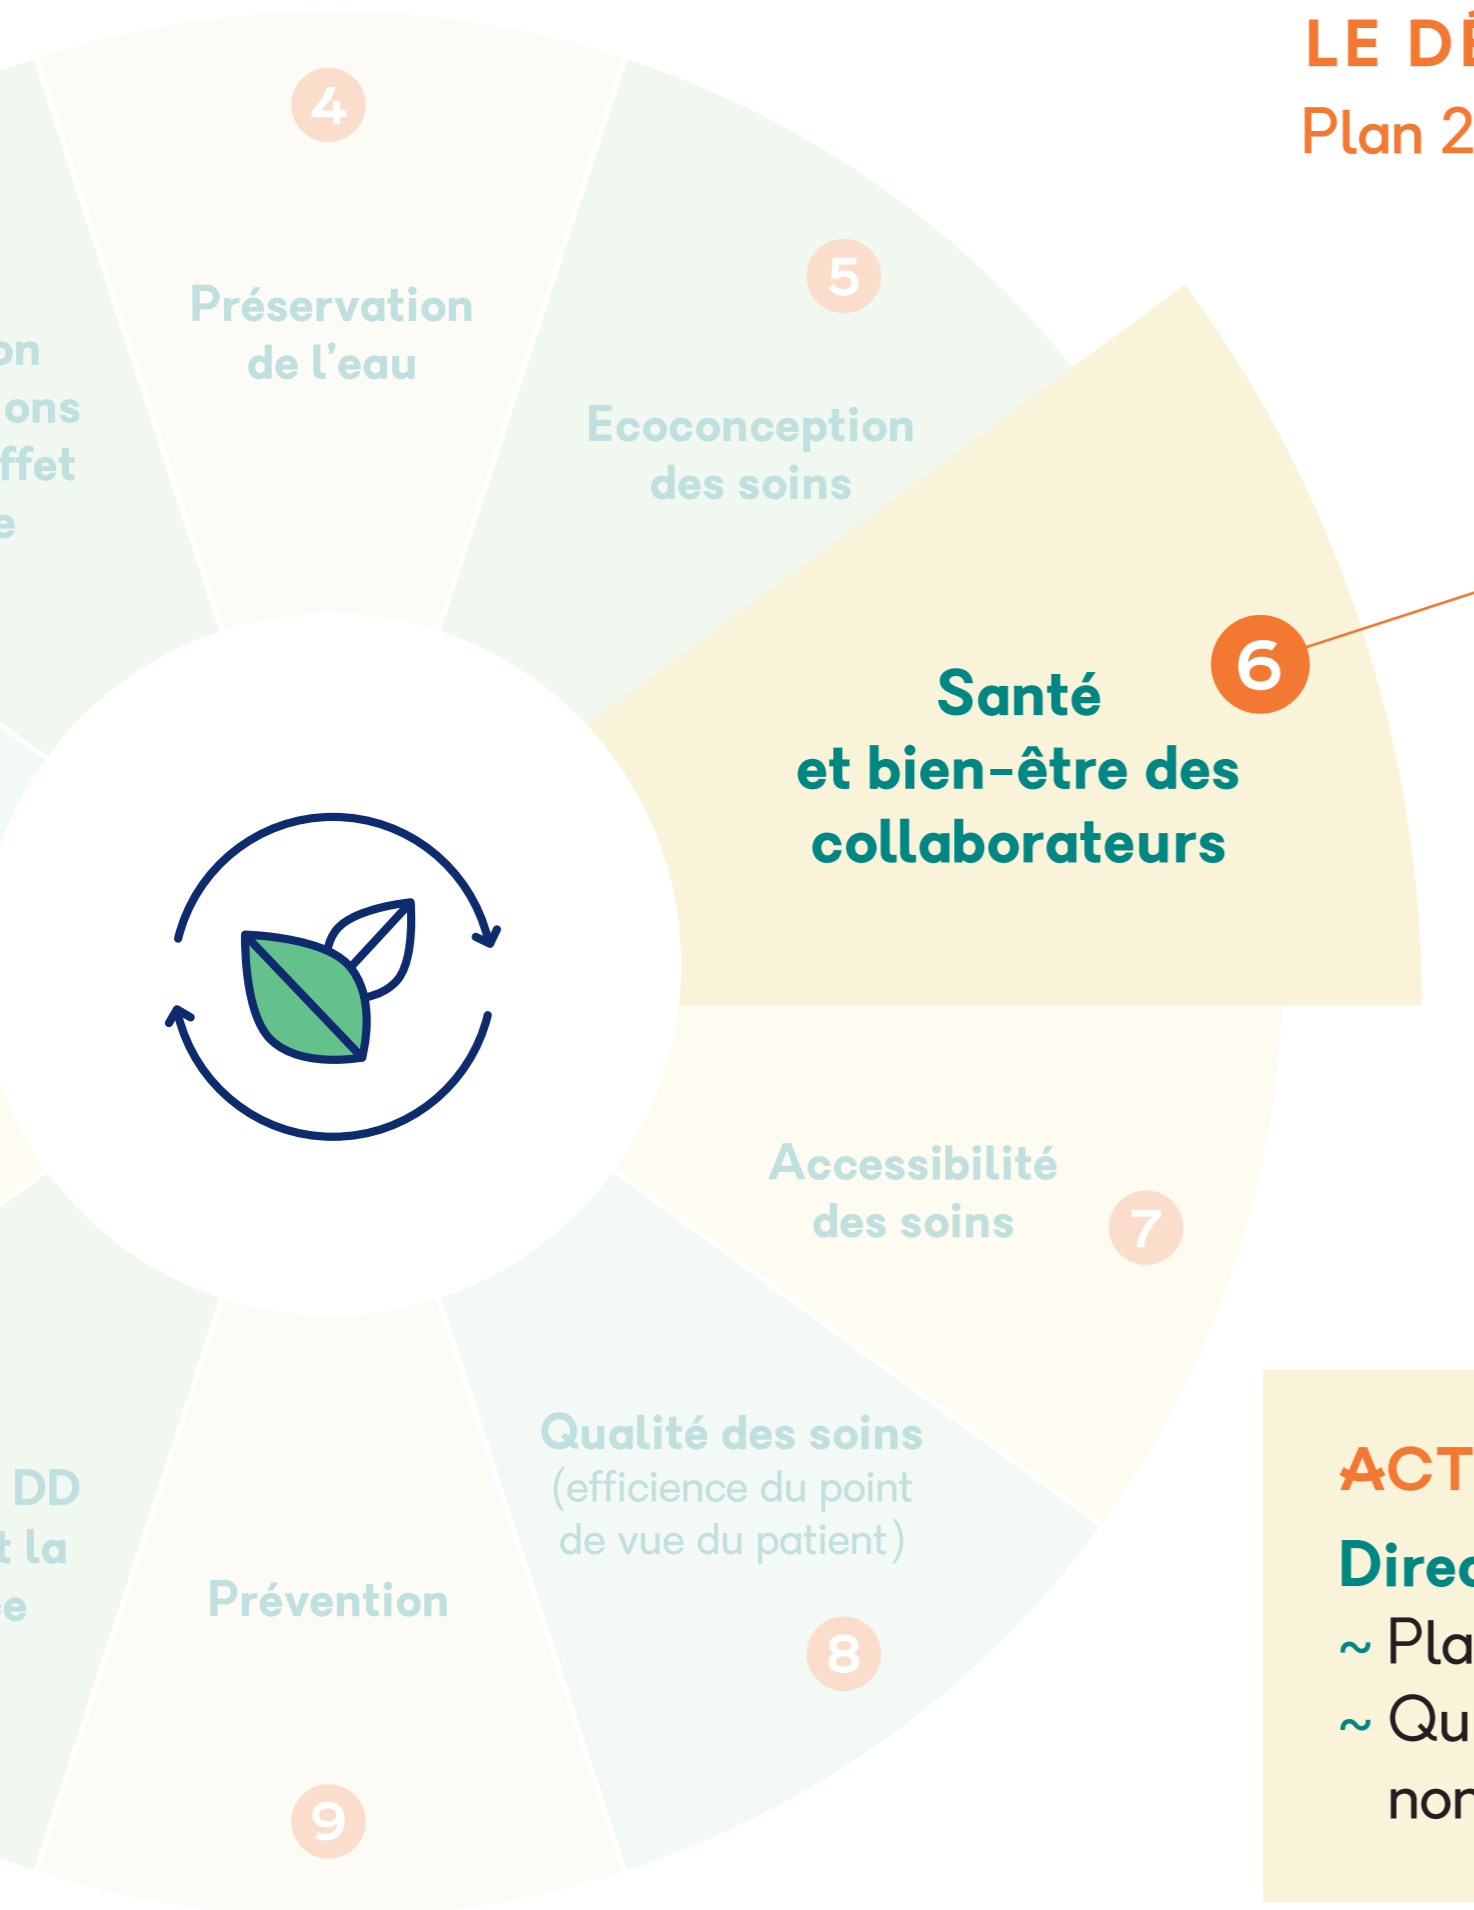 LE DÉ
Plan 2
4
Préservation
de l’eau
5
Ecoconception
des soins
on
ions
ffet
e
6
Santé
et bien-être des
collaborateurs
Accessibilité
des soins
7
Qualité des soins
(efficience du point
de vue du patient)
8
DD
t la
ce
Prévention
9
ACT
Direc
~ Pla
~ Qu
non